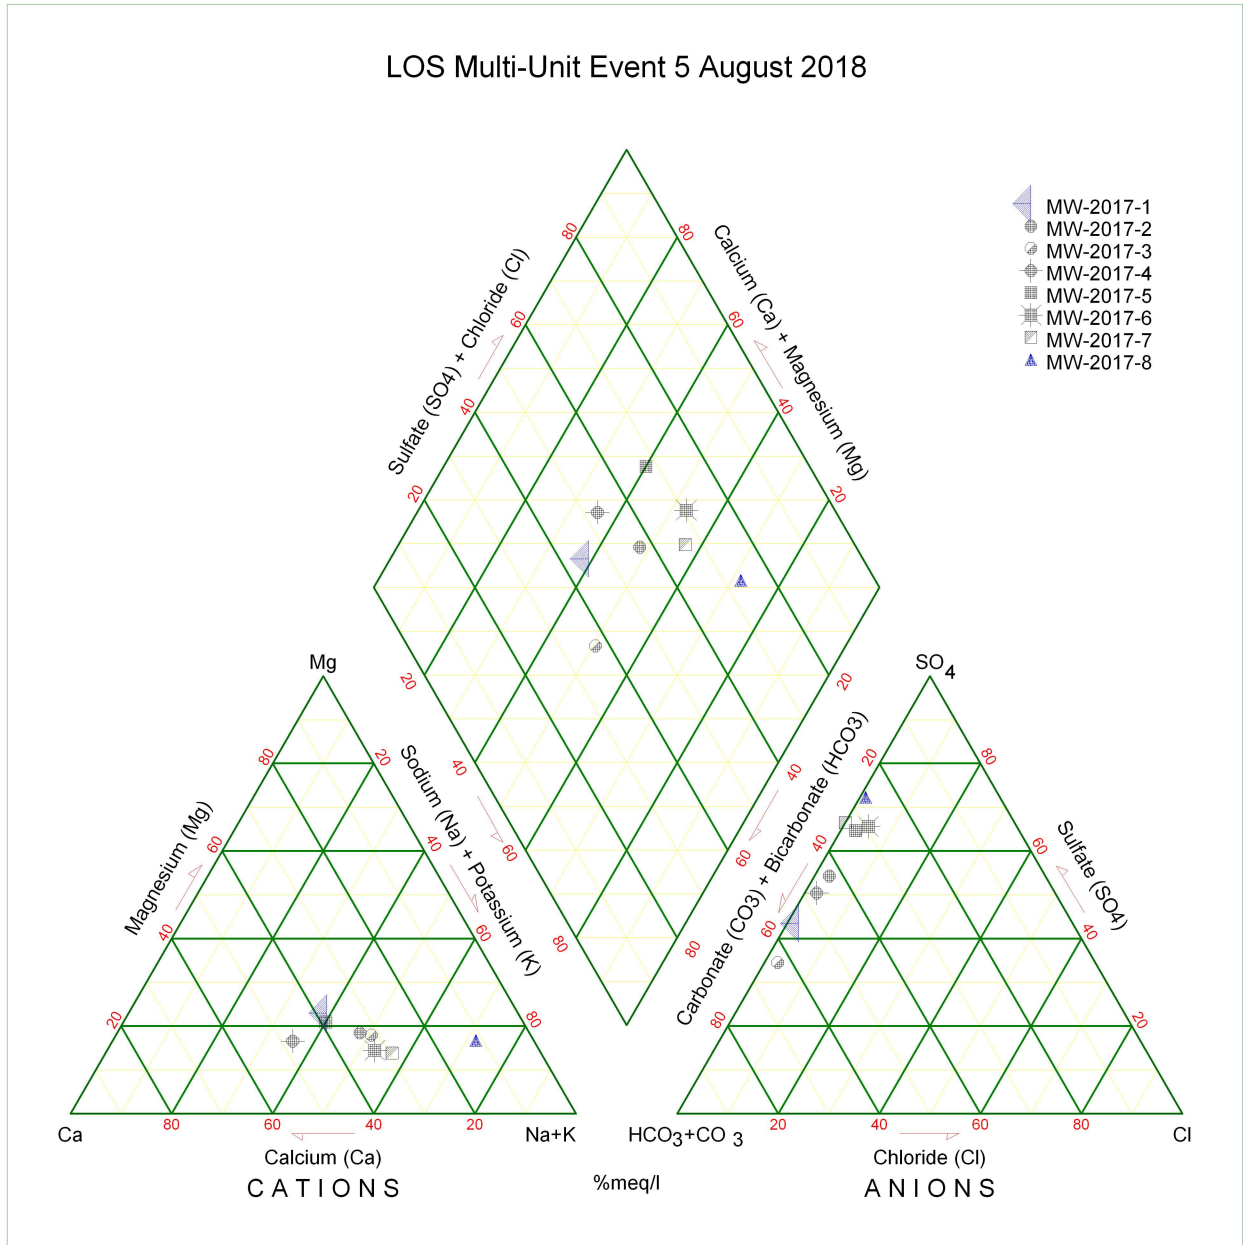 LOS Multi-Unit Event 5 August 2018
MW-2017-1
MW-2017-2
MW-2017-3
MW-2017-4
MW-2017-5
MW-2017-6
MW-2017-7
MW-2017-8
80
80
60
60
40
40
20
20
Sulfate (SO4) + Chloride (Cl)
Calcium (Ca) + Magnesium (Mg)
20
20
40
40
60
60
80
80
Sodium (Na) + Potassium (K)
Carbonate (CO3) + Bicarbonate (HCO3)
Mg
80
20
60
40
40
60
20
80
Magnesium (Mg)
Ca
80
60
40
20
Na+K
Calcium (Ca)
CATIONS
%meq/l
SO4
20
80
40
60
60
40
80
20
Sulfate (SO4)
HCO3+CO3
20
40
60
80
Cl
Chloride (Cl)
ANIONS